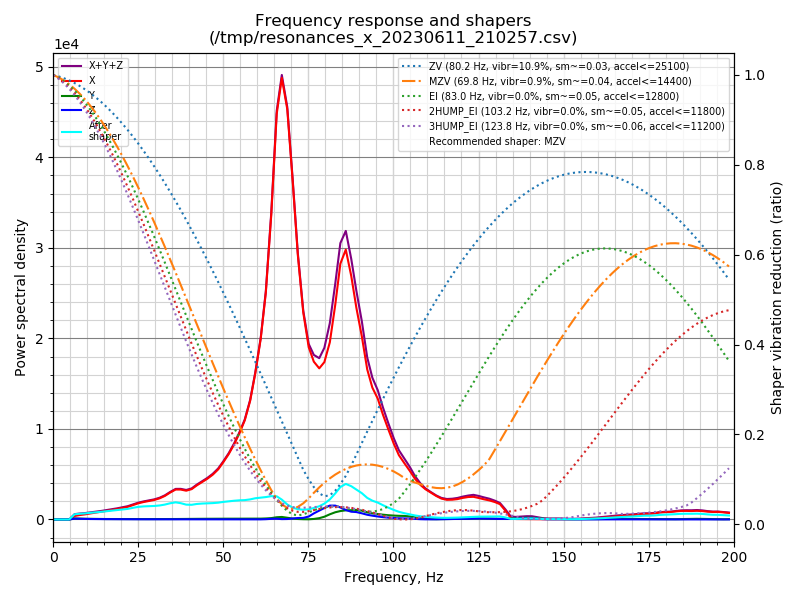 Frequency response and shapers
(/tmp/resonances_x_20230611_210257.csv)
1e4
X+Y+Z
X
Y
Z
After
shaper
ZV (80.2 Hz, vibr=10.9%, sm~=0.03, accel<=25100)
MZV (69.8 Hz, vibr=0.9%, sm~=0.04, accel<=14400)
EI (83.0 Hz, vibr=0.0%, sm~=0.05, accel<=12800)
2HUMP_EI (103.2 Hz, vibr=0.0%, sm~=0.05, accel<=11800)
3HUMP_EI (123.8 Hz, vibr=0.0%, sm~=0.06, accel<=11200)
Recommended shaper: MZV
5
4
3
2
1
0
Power spectral density
1.0
0.8
0.6
0.4
0.2
0.0
Shaper vibration reduction (ratio)
0 25 50 75 100 125 150 175 200
Frequency, Hz